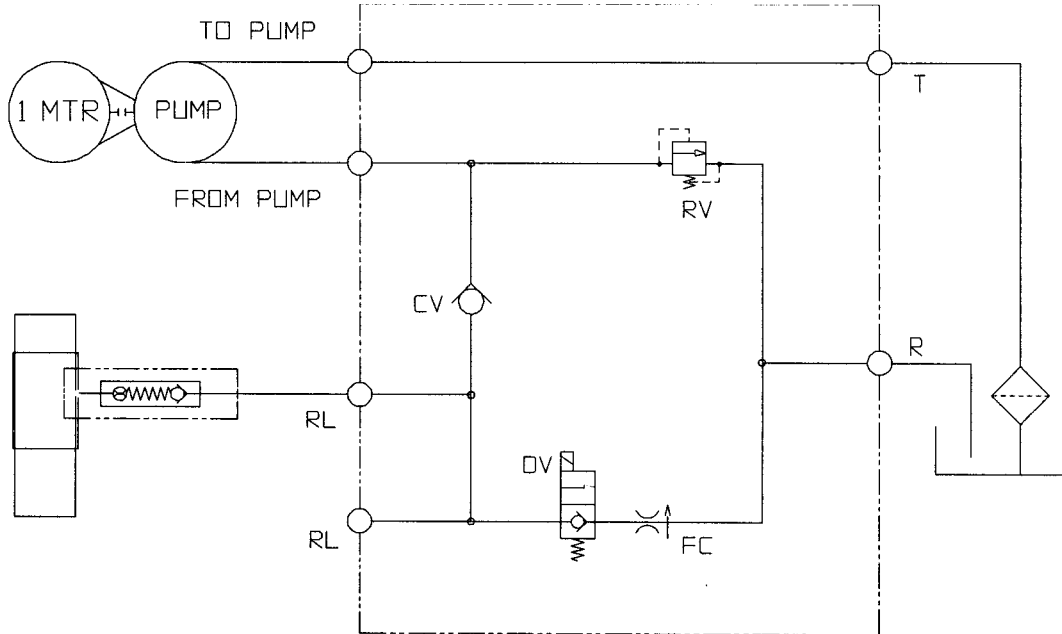 TO PUMP
1 MTR
PUMP
T
FROM PUMP
RV
CV
R
RL
DV
RL
FC